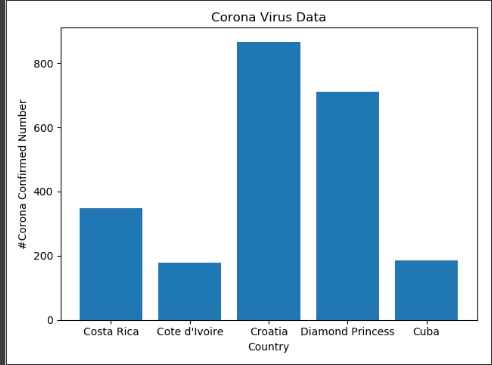 Corona Virus Data
#Corona Confirmed Number
800
600
400
200
0
Costa Rica Cote d'Ivoire Croatia Diamond Princess Cuba
Country